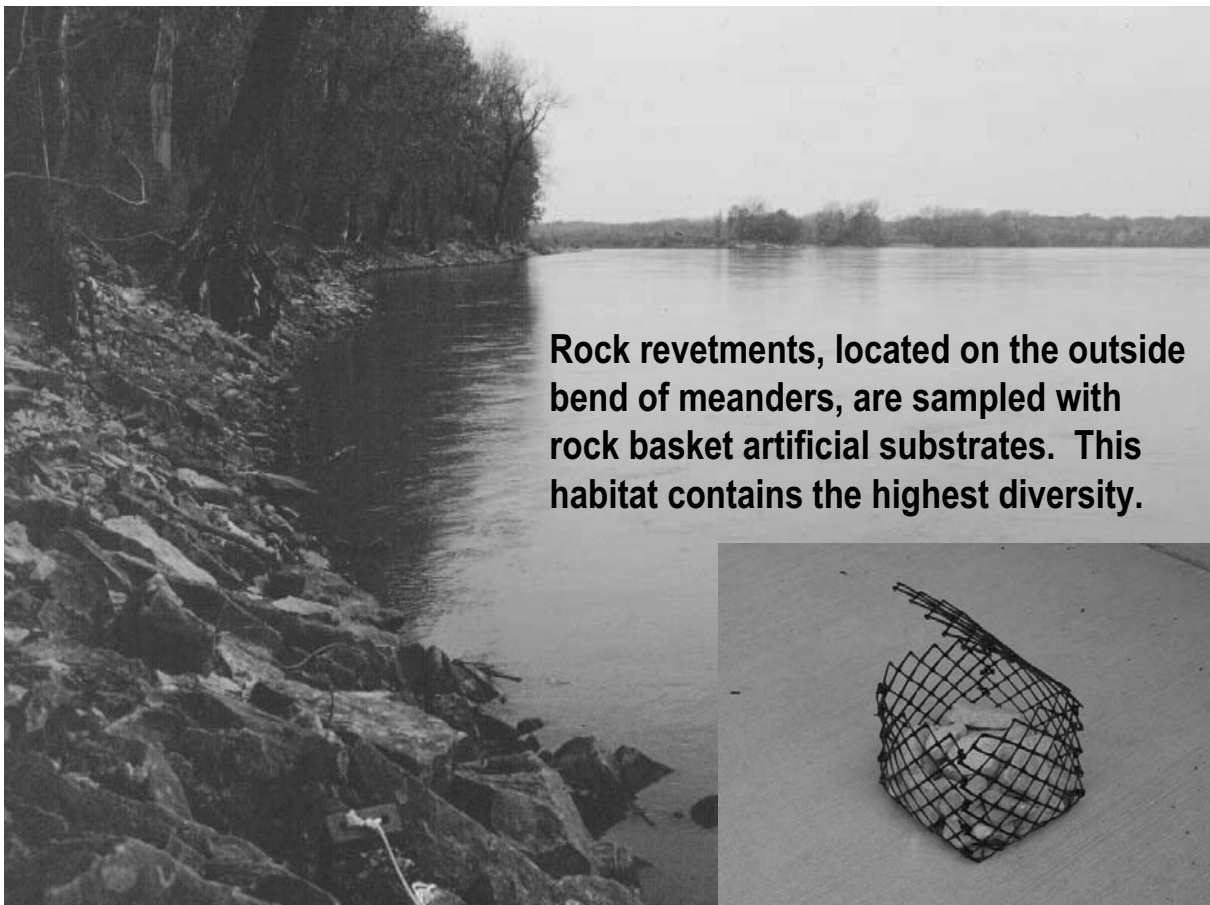 Rock revetments, located on the outside
bend of meanders, are sampled with
rock basket artificial substrates.  This
habitat contains the highest diversity.